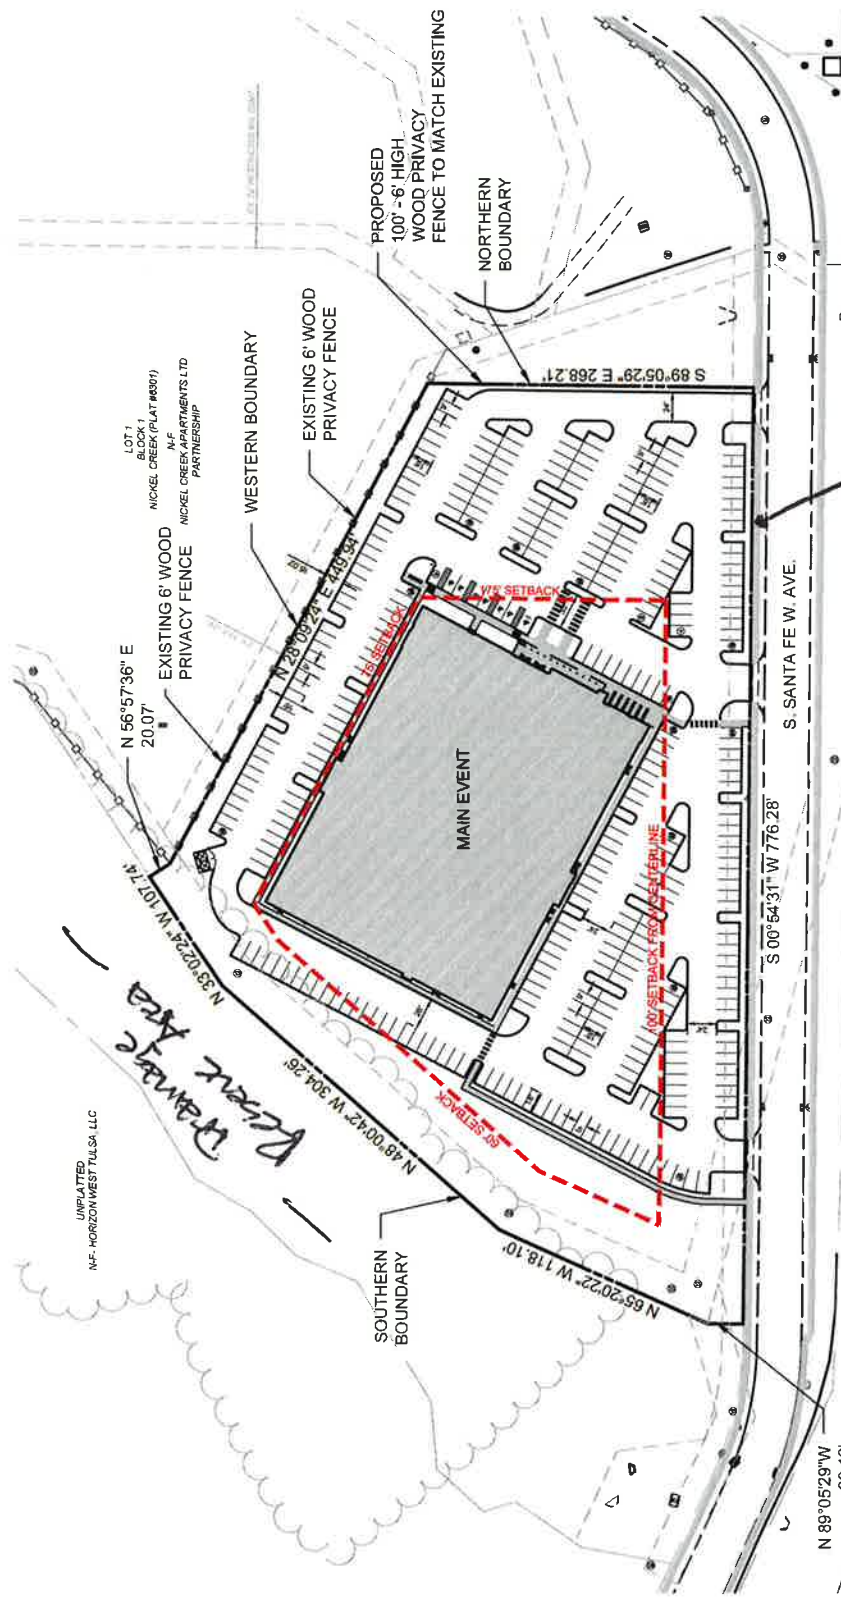 UNPLATTED
N-F- HORIZON WEST TULSA, LLC
Drainage
Reserve Area
N 56°57'36" E
20.07'
EXISTING 6' WOOD
PRIVACY FENCE
LOT 1
BLOCK 1
NICKEL CREEK (PLAT #6301)
N-F
NICKEL CREEK APARTMENTS LTD
PARTNERSHIP
WESTERN BOUNDARY
EXISTING 6' WOOD
PRIVACY FENCE
PROPOSED
100' - 6' HIGH
WOOD PRIVACY
FENCE TO MATCH EXISTING
NORTHERN
BOUNDARY
N 33°02'24" W 107.74'
N 28°09'24" E 449.94'
S 89°05'29" E 268.21'
75' SETBACK
175' SETBACK
MAIN EVENT
N 48°00'42" W 304.26'
60' SETBACK
100' SETBACK FROM CENTERLINE
SOUTHERN
BOUNDARY
N 65°20'22" W 118.10'
S 00°54'31" W 776.28'
S. SANTA FE W. AVE.
N 89°05'29"W